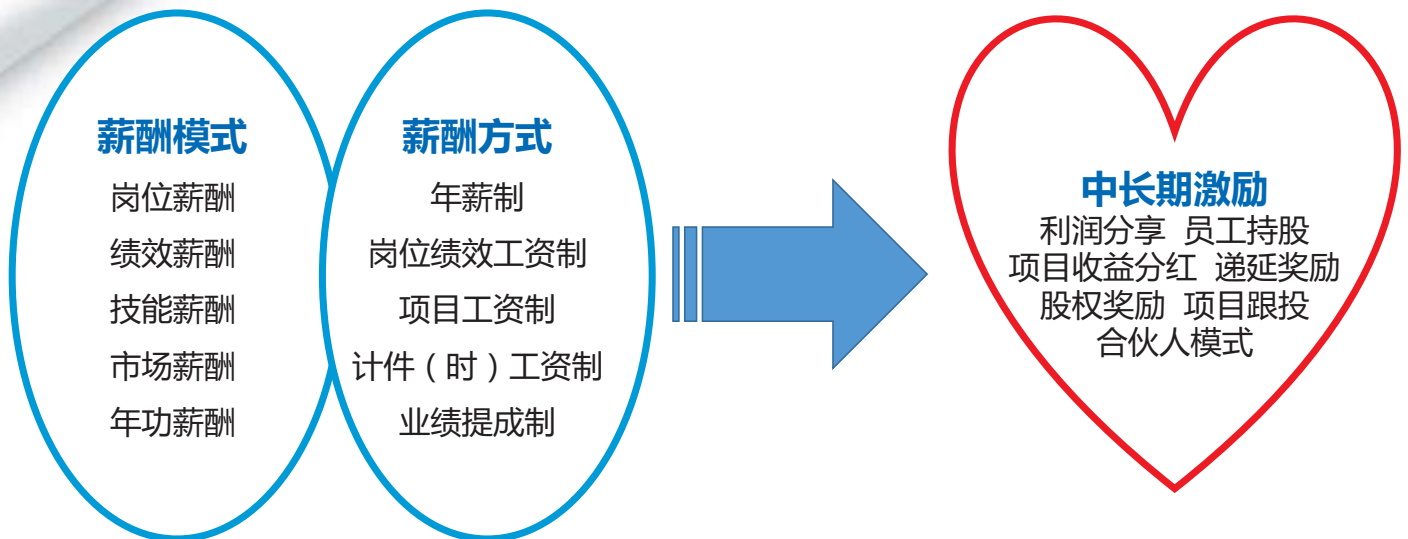 薪酬模式
岗位薪酬
绩效薪酬
技能薪酬
市场薪酬
年功薪酬
薪酬方式
年薪制
岗位绩效工资制
项目工资制
计件（时）工资制
业绩提成制
中长期激励
利润分享 员工持股
项目收益分红 递延奖励
股权奖励 项目跟投
合伙人模式